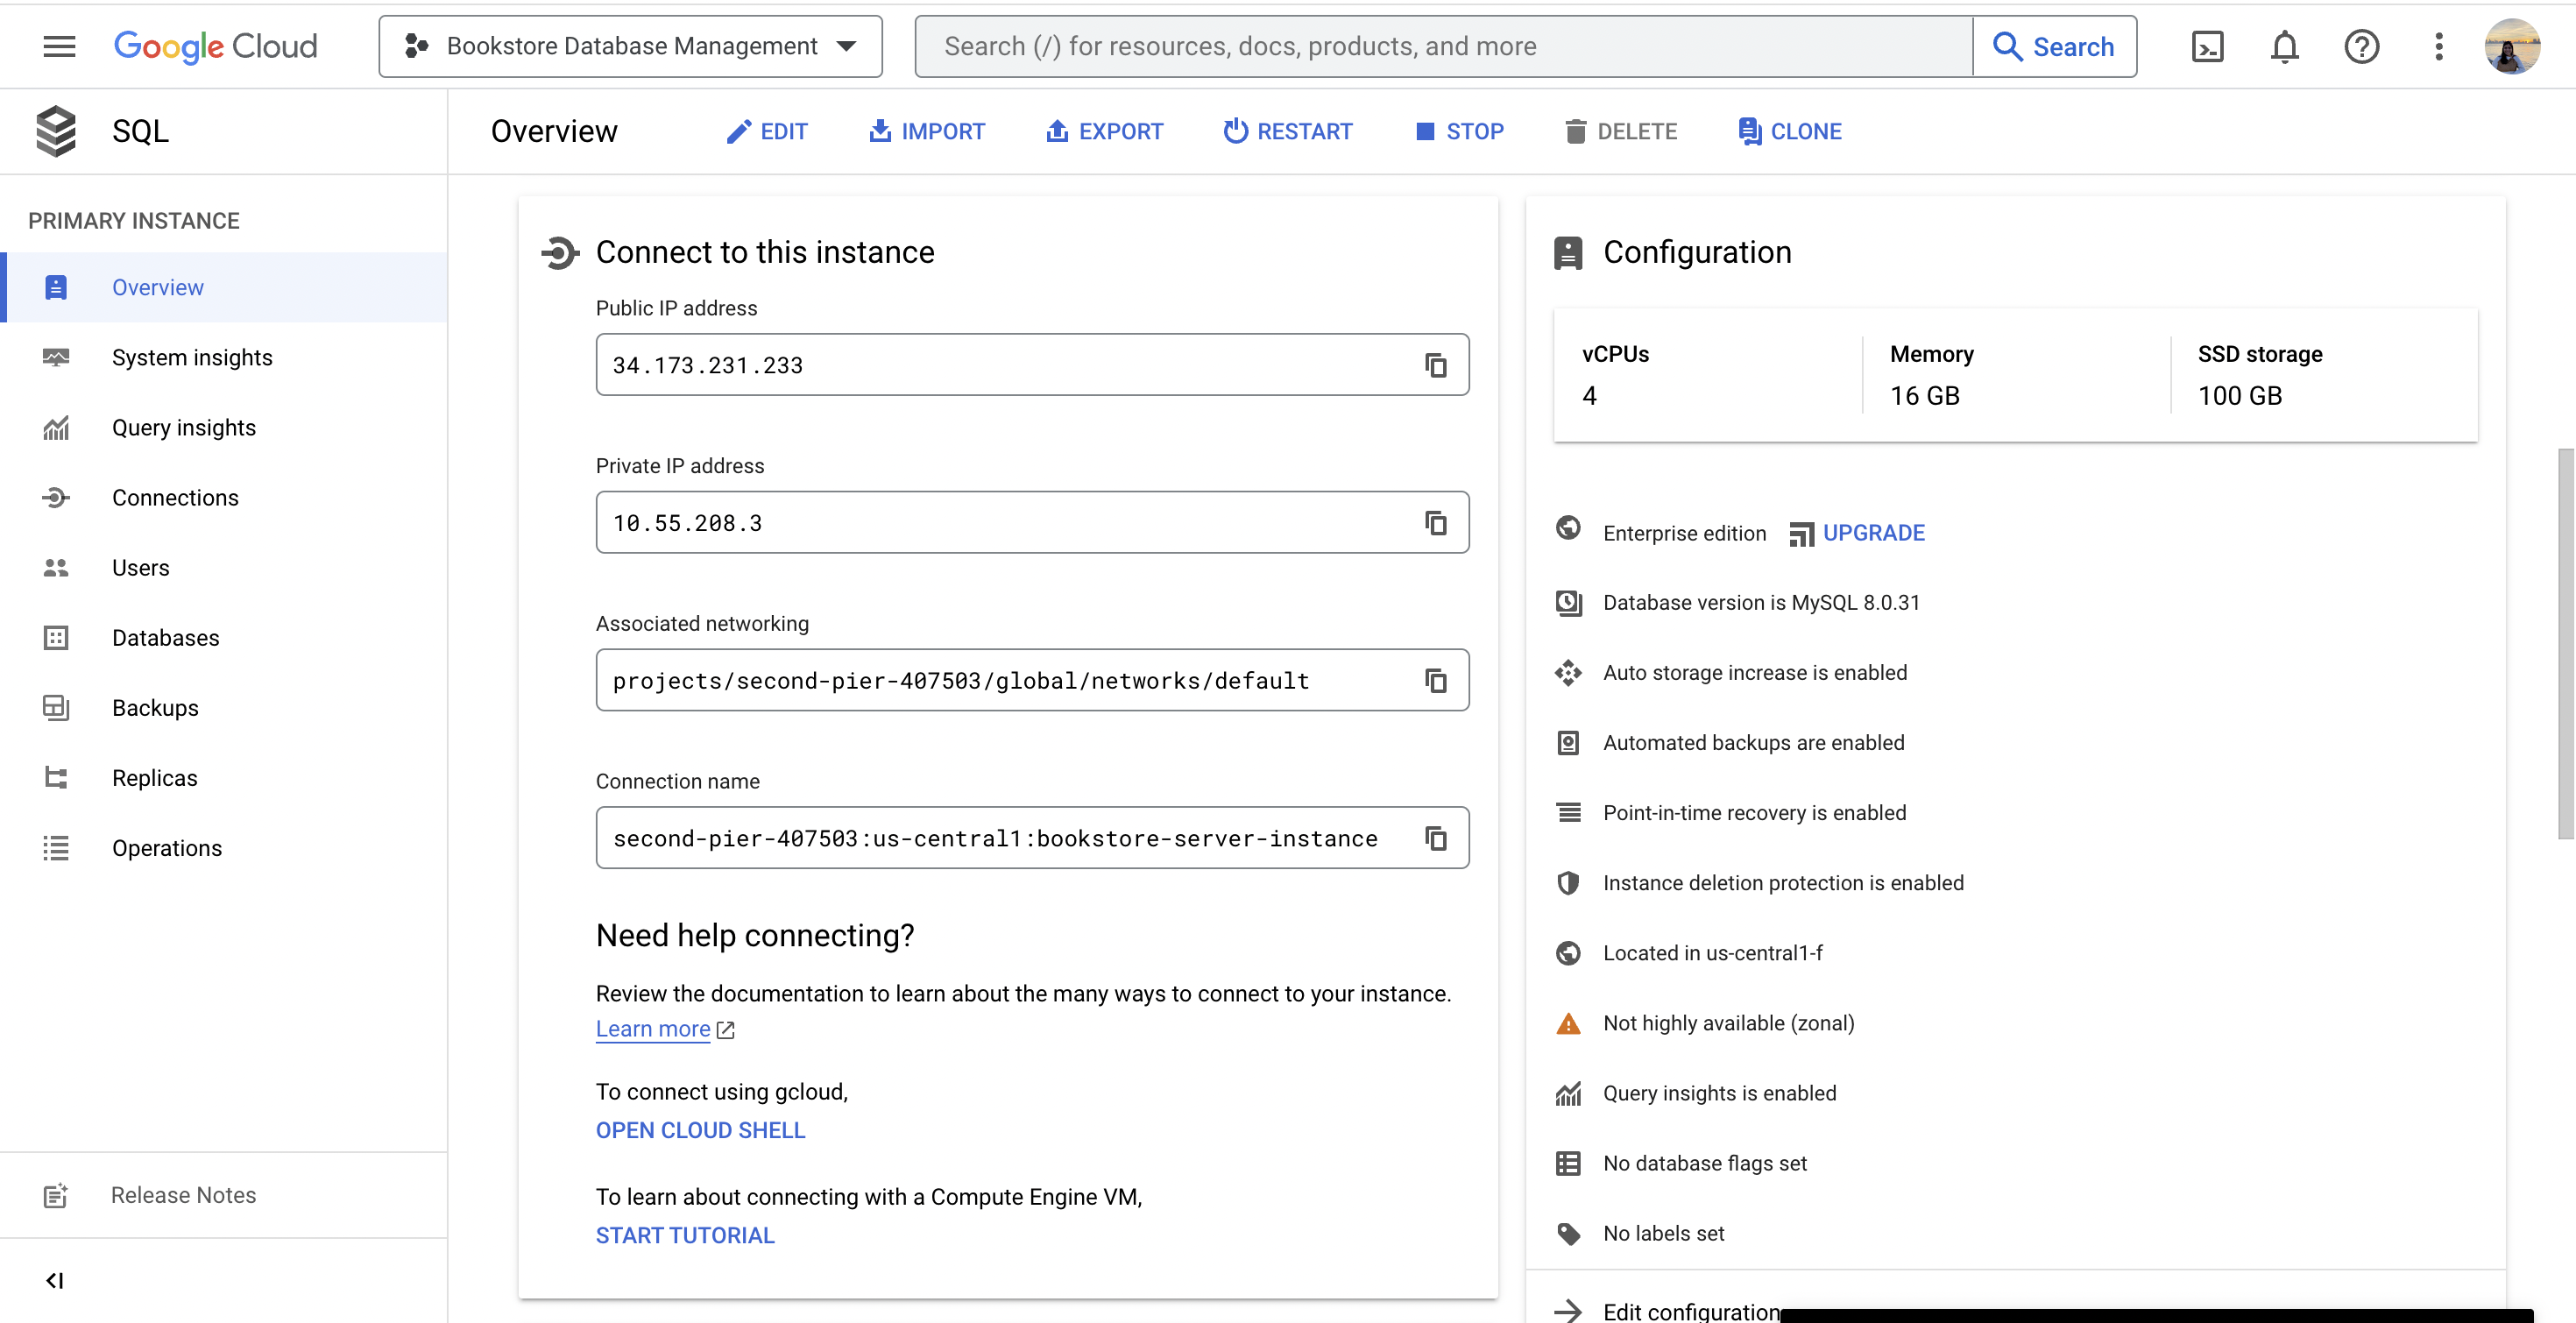 Google Cloud
Bookstore Database Management
Search (/) for resources, docs, products, and more
Search
SQL
Overview
EDIT
IMPORT
EXPORT
RESTART
STOP
DELETE
CLONE
PRIMARY INSTANCE
Overview
System insights
Query insights
Connections
Users
Databases
Backups
Replicas
Operations
Release Notes
Connect to this instance
Public IP address
34.173.231.233
Private IP address
10.55.208.3
Associated networking
projects/second-pier-407503/global/networks/default
Connection name
second-pier-407503:us-central1:bookstore-server-instance
Need help connecting?
Review the documentation to learn about the many ways to connect to your instance.
Learn more
To connect using gcloud,
OPEN CLOUD SHELL
To learn about connecting with a Compute Engine VM,
START TUTORIAL
Configuration
vCPUs
4
Memory
16 GB
SSD storage
100 GB
Enterprise edition
UPGRADE
Database version is MySQL 8.0.31
Auto storage increase is enabled
Automated backups are enabled
Point-in-time recovery is enabled
Instance deletion protection is enabled
Located in us-central1-f
Not highly available (zonal)
Query insights is enabled
No database flags set
No labels set
Edit configuration